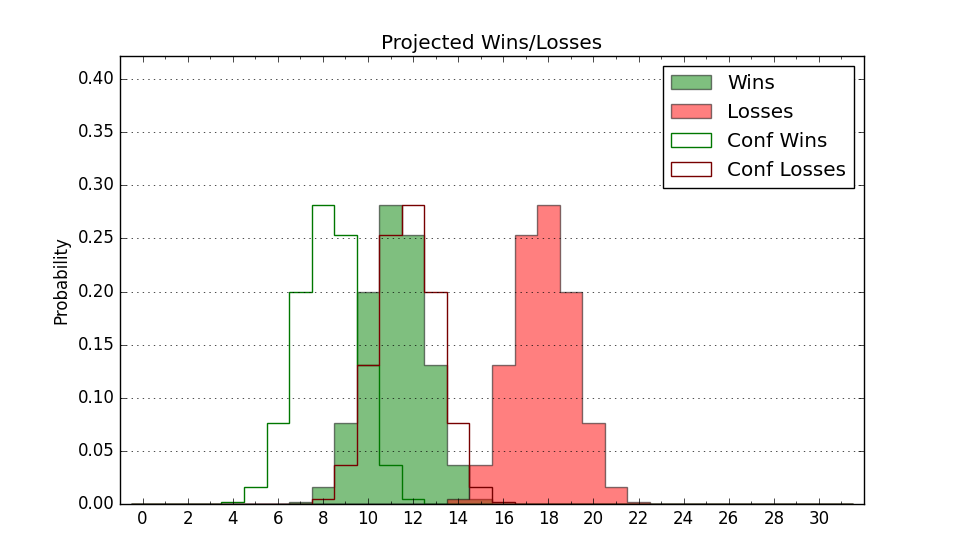 Projected Wins/Losses
0.40
0.35
0.30
0.25
0.20
0.15
0.10
0.05
0.00
Probability
Wins
Losses
Conf Wins
Conf Losses
0 2 4 6 8 10 12 14 16 18 20 22 24 26 28 30